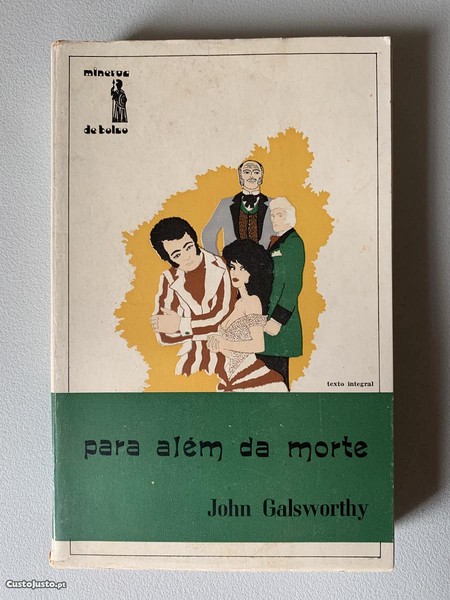 minerva
de bolso
texto integral
para além da morte
John Galsworthy
CustoJusto.pt